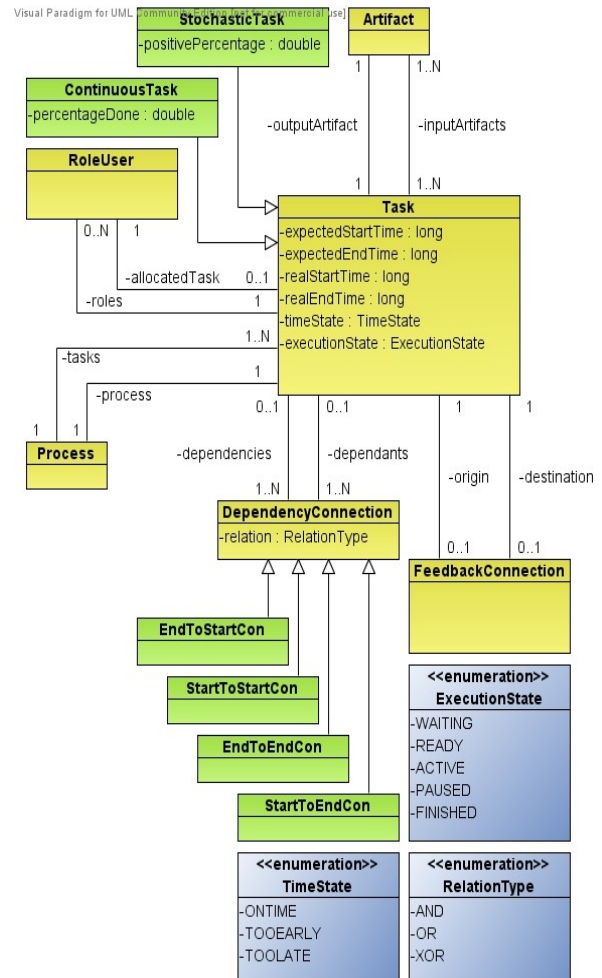 Visual Paradigm for UML Community Edition [not for commercial use]
StochasticTask
-positivePercentage : double
Artifact
ContinuousTask
-percentageDone : double
1
1..N
-outputArtifact
-inputArtifacts
RoleUser
1
1..N
Task
-expectedStartTime : long
-expectedEndTime : long
-realStartTime : long
-realEndTime : long
-timeState : TimeState
-executionState : ExecutionState
0..N
1
-allocatedTask
0..1
-roles
1
1..N
-tasks
1
-process
1
1
Process
0..1
0..1
1
1
-dependencies
-dependants
-origin
-destination
1..N
1..N
DependencyConnection
-relation : RelationType
0..1
0..1
FeedbackConnection
EndToStartCon
StartToStartCon
EndToEndCon
StartToEndCon
<<enumeration>>
ExecutionState
-WAITING
-READY
-ACTIVE
-PAUSED
-FINISHED
<<enumeration>>
TimeState
-ONTIME
-TOOEARLY
-TOOLATE
<<enumeration>>
RelationType
-AND
-OR
-XOR